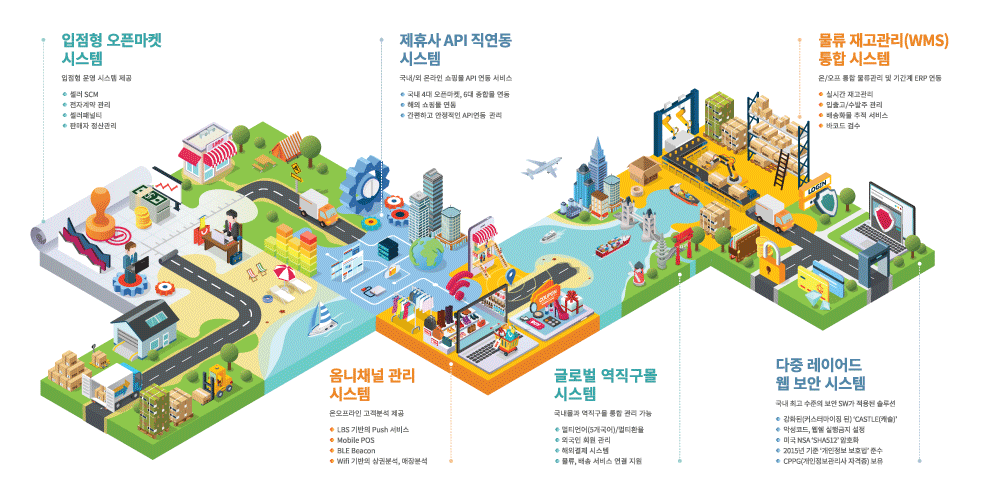 입점형 오픈마켓
시스템
입점형 운영 시스템 제공
셀러 SCM
전자계약 관리
셀러패널티
판매자 정산관리
제휴사 API 직연동
시스템
국내/외 온라인 쇼핑몰 API 연동 서비스
국내 4대 오픈마켓, 6대 종합몰 연동
해외 쇼핑몰 연동
간편하고 안정적인 API연동 관리
물류 재고관리(WMS)
통합 시스템
온/오프 통합 물류관리 및 기간계 ERP 연동
실시간 재고관리
입출고/수발주 관리
배송화물 추적 서비스
바코드 검수
LOGIN
COUPON
옴니채널 관리
시스템
온오프라인 고객분석 제공
LBS 기반의 Push 서비스
Mobile POS
BLE Beacon
Wifi 기반의 상권분석, 매장분석
글로벌 역직구몰
시스템
국내몰과 역직구몰 통합 관리 가능
멀티언어(5개국어)/멀티환율
외국인 회원 관리
해외결제 시스템
물류, 배송 서비스 연결 지원
다중 레이어드
웹 보안 시스템
국내 최고 수준의 보안 SW가 적용된 솔루션
강화된(커스터마이징 된) 'CASTLE(캐슬)'
악성코드, 웹쉘 실행금지 설정
미국 NSA 'SHA512' 암호화
2015년 기준 '개인정보 보호법' 준수
CPPG(개인정보관리사 자격증) 보유